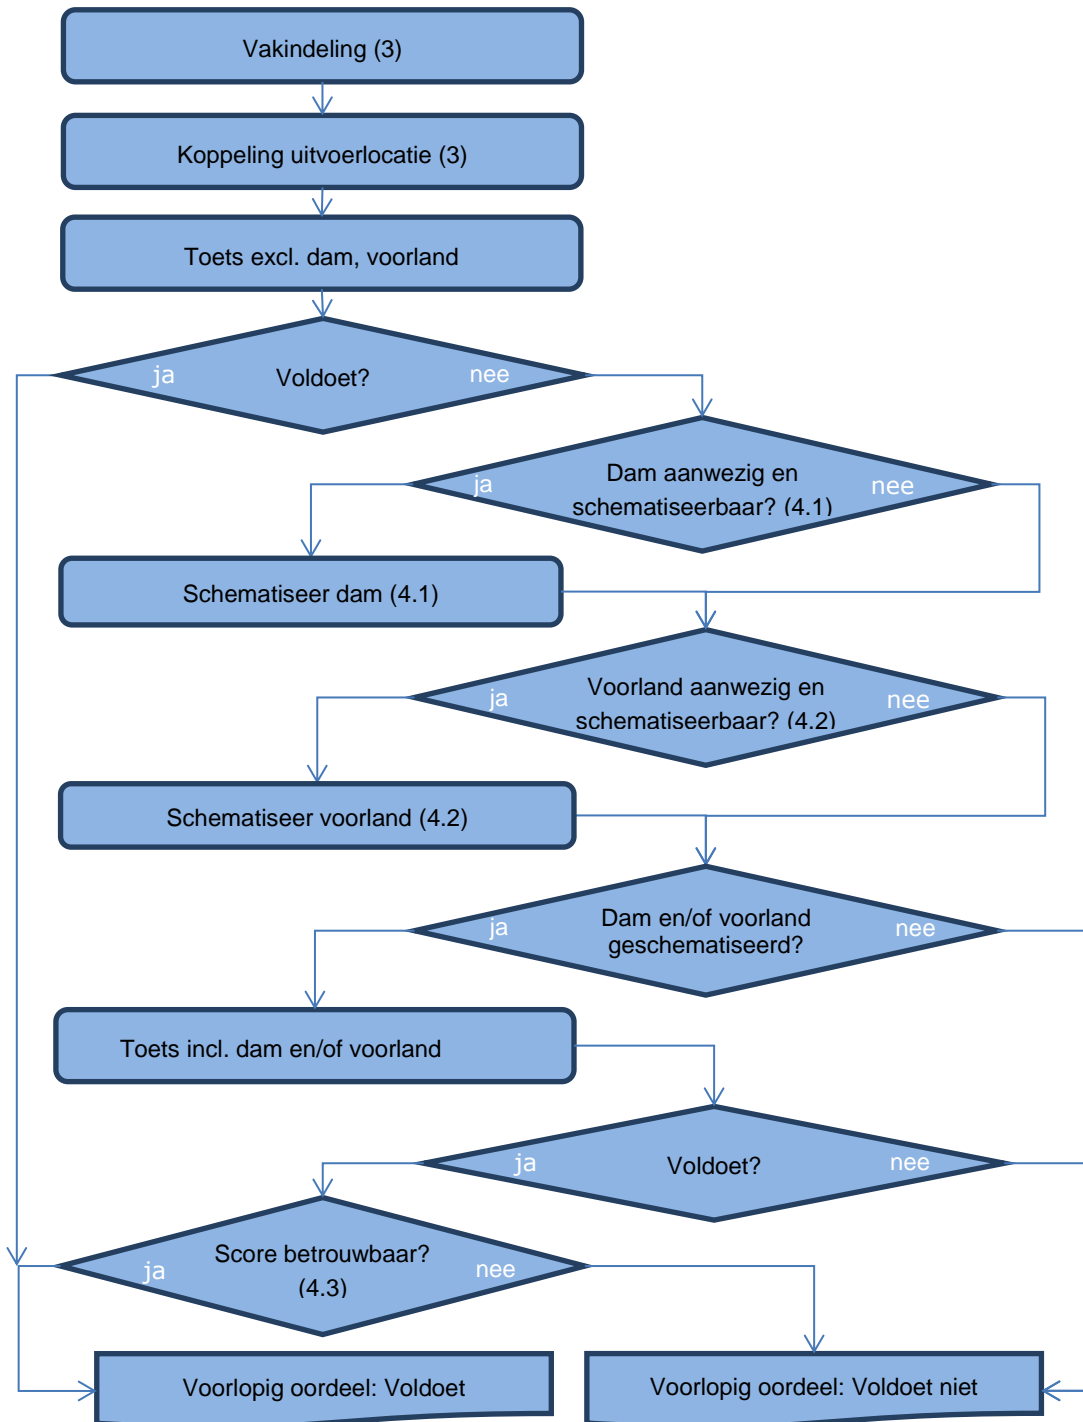 Vakindeling (3)
Koppeling uitvoerlocatie (3)
Toets excl. dam, voorland
ja
Voldoet?
nee
Dam aanwezig en
ja
nee
schematiseerbaar? (4.1)
Schematiseer dam (4.1)
Voorland aanwezig en
ja
nee
schematiseerbaar? (4.2)
Schematiseer voorland (4.2)
Dam en/of voorland
ja
nee
geschematiseerd?
Toets incl. dam en/of voorland
ja
Voldoet?
nee
Score betrouwbaar?
ja
nee
(4.3)
Voorlopig oordeel: Voldoet
Voorlopig oordeel: Voldoet niet